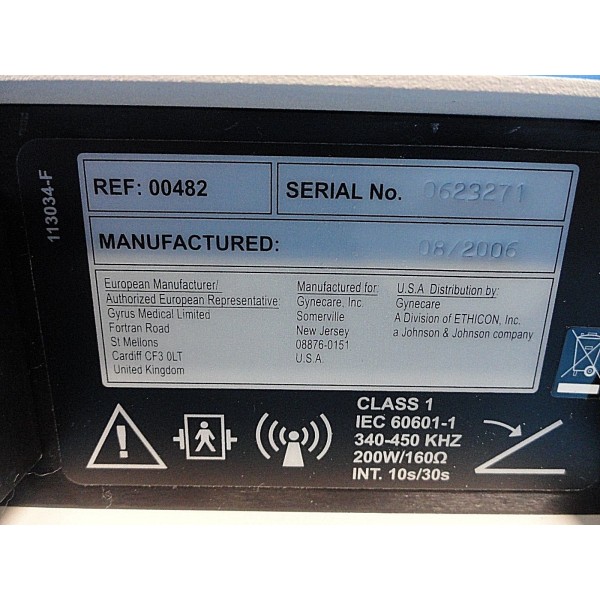 113034-F
REF: 00482
SERIAL No. 0623271
MANUFACTURED: 08/2006
European Manufacturer/
Authorized European Representative:
Gyrus Medical Limited
Fortran Road
St Mellons
Cardiff CF3 0LT
United Kingdom
Manufactured for:
Gynecare, Inc.
Somerville
New Jersey
08876-0151
U.S.A.
U.S.A Distribution by:
Gynecare
A Division of ETHICON, Inc.
a Johnson & Johnson company
CLASS 1
IEC 60601-1
340-450 KHZ
200W/160Ω
INT. 10s/30s